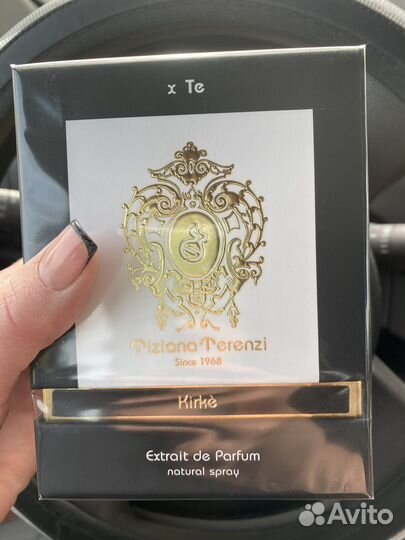 x Te
Tiziana Terenzi
Since 1968
Kirkè
Extrait de Parfum
natural spray
Avito